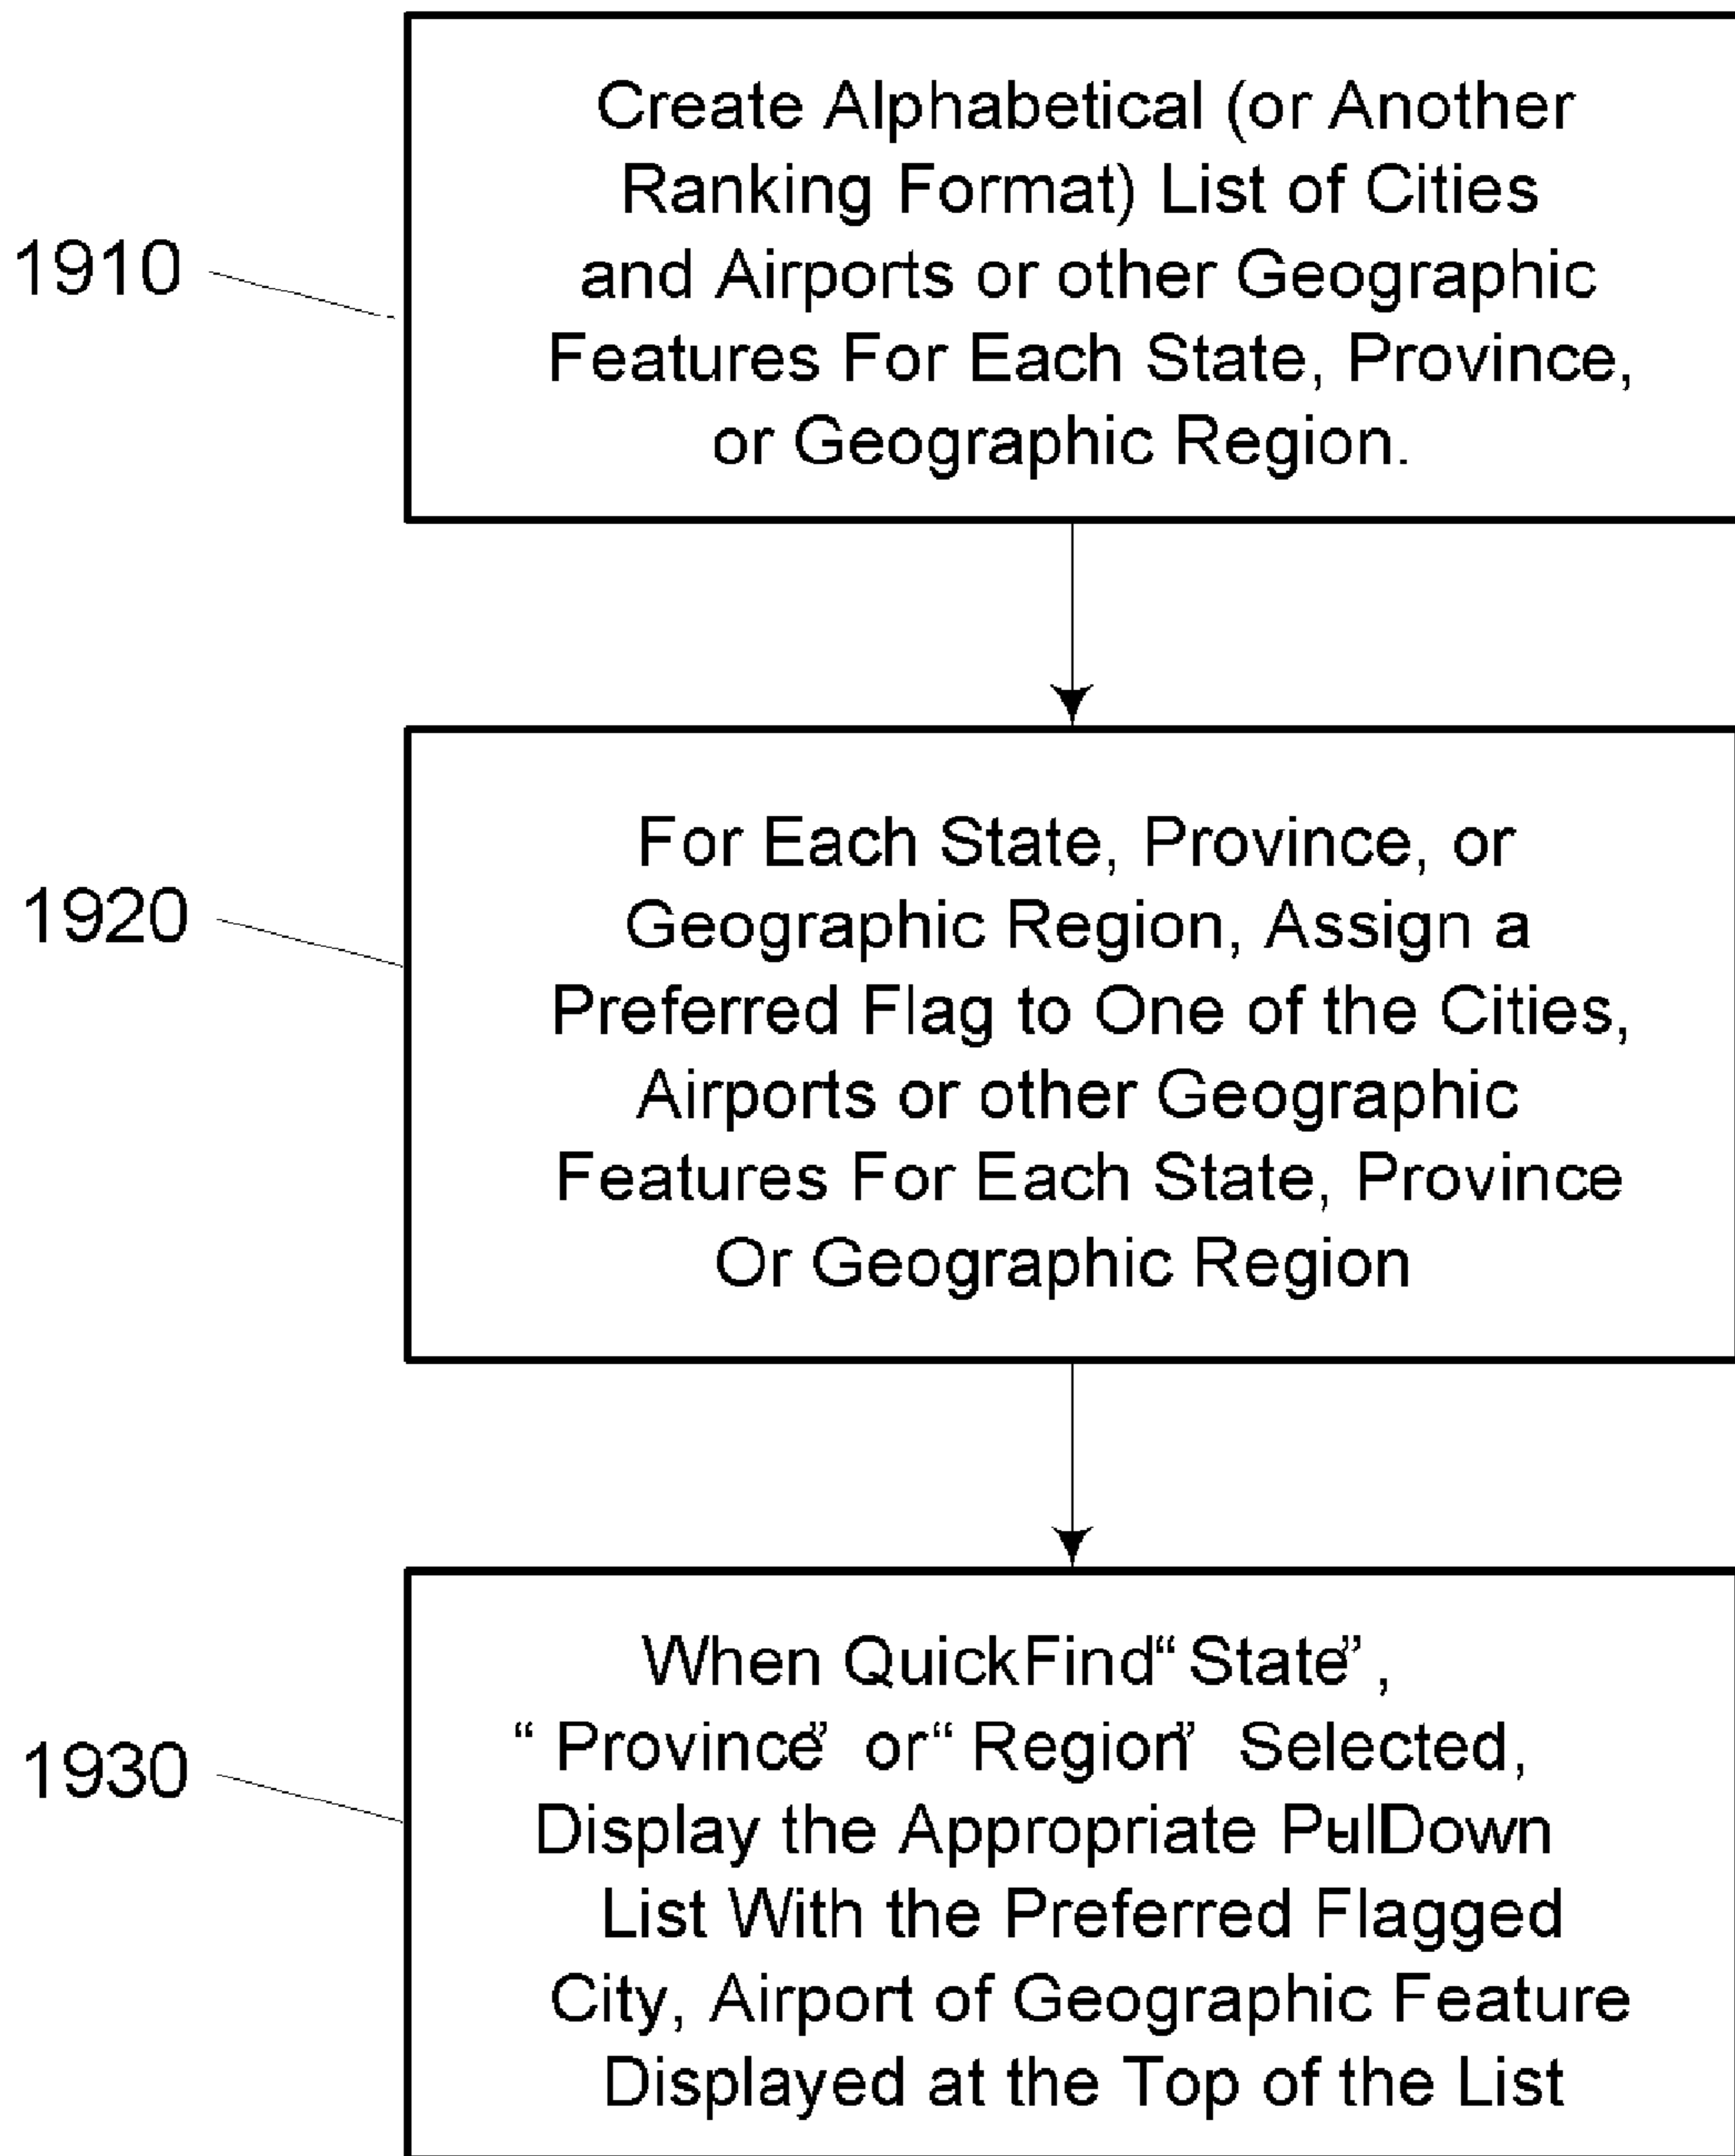 1910
Create Alphabetical (or Another
Ranking Format) List of Cities
and Airports or other Geographic
Features For Each State, Province,
or Geographic Region.
1920
For Each State, Province, or
Geographic Region, Assign a
Preferred Flag to One of the Cities,
Airports or other Geographic
Features For Each State, Province
Or Geographic Region
1930
When QuickFind “State”,
“Province” or “Region” Selected,
Display the Appropriate Pull-Down
List With the Preferred Flagged
City, Airport of Geographic Feature
Displayed at the Top of the List